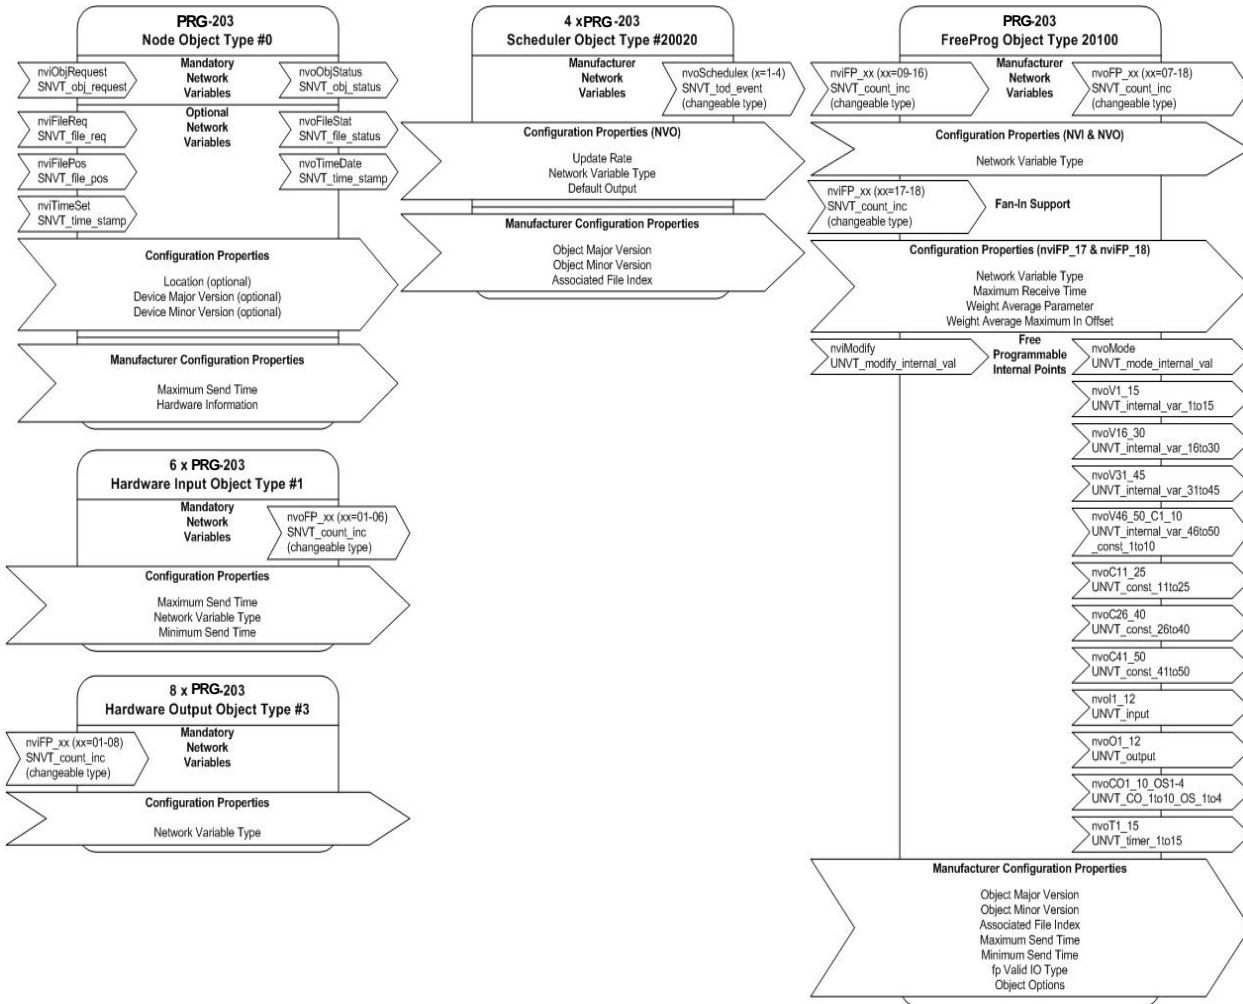 PRG-203
Node Object Type #0
nviObjRequest
SNVT_obj_request
Mandatory
Network
Variables
nvoObjStatus
SNVT_obj_status
nviFileReq
SNVT_file_req
Optional
Network
Variables
nvoFileStat
SNVT_file_status
nviFilePos
SNVT_file_pos
nvoTimeDate
SNVT_time_stamp
nviTimeSet
SNVT_time_stamp
Configuration Properties
Location (optional)
Device Major Version (optional)
Device Minor Version (optional)
Manufacturer Configuration Properties
Maximum Send Time
Hardware Information
6 x PRG-203
Hardware Input Object Type #1
Mandatory
Network
Variables
nvoFP_xx (xx=01-06)
SNVT_count_inc
(changeable type)
Configuration Properties
Maximum Send Time
Network Variable Type
Minimum Send Time
8 x PRG-203
Hardware Output Object Type #3
nviFP_xx (xx=01-08)
SNVT_count_inc
(changeable type)
Mandatory
Network
Variables
Configuration Properties
Network Variable Type
4 xPRG-203
Scheduler Object Type #20020
Manufacturer
Network
Variables
nvoSchedulex (x=1-4)
SNVT_tod_event
(changeable type)
Configuration Properties (NVO)
Update Rate
Network Variable Type
Default Output
Manufacturer Configuration Properties
Object Major Version
Object Minor Version
Associated File Index
PRG-203
FreeProg Object Type 20100
nviFP_xx (xx=09-16)
SNVT_count_inc
(changeable type)
Manufacturer
Network
Variables
nvoFP_xx (xx=07-18)
SNVT_count_inc
(changeable type)
Configuration Properties (NVI & NVO)
Network Variable Type
nviFP_xx (xx=17-18)
SNVT_count_inc
(changeable type)
Fan-In Support
Configuration Properties (nviFP_17 & nviFP_18)
Network Variable Type
Maximum Receive Time
Weight Average Parameter
Weight Average Maximum In Offset
nviModify
UNVT_modify_internal_val
Free
Programmable
Internal Points
nvoMode
UNVT_mode_internal_val
nvoV1_15
UNVT_internal_var_1to15
nvoV16_30
UNVT_internal_var_16to30
nvoV31_45
UNVT_internal_var_31to45
nvoV46_50_C1_10
UNVT_internal_var_46to50
_const_1to10
nvoC11_25
UNVT_const_11to25
nvoC26_40
UNVT_const_26to40
nvoC41_50
UNVT_const_41to50
nvoI1_12
UNVT_input
nvoO1_12
UNVT_output
nvoCO1_10_OS1-4
UNVT_CO_1to10_OS_1to4
nvoT1_15
UNVT_timer_1to15
Manufacturer Configuration Properties
Object Major Version
Object Minor Version
Associated File Index
Maximum Send Time
Minimum Send Time
fp Valid IO Type
Object Options